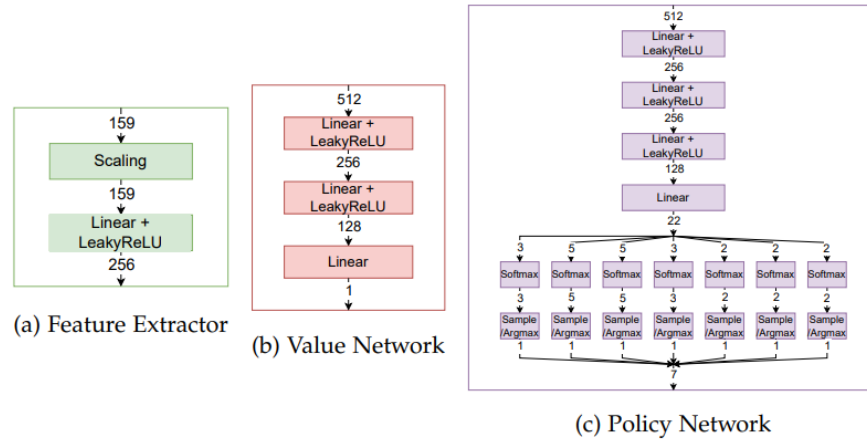 159
Scaling
159
Linear +
LeakyReLU
256
(a) Feature Extractor
512
Linear +
LeakyReLU
256
Linear +
LeakyReLU
128
Linear
1
(b) Value Network
512
Linear +
LeakyReLU
256
Linear +
LeakyReLU
256
Linear +
LeakyReLU
128
Linear
22
3 5 5 3 2 2 2
Softmax Softmax Softmax Softmax Softmax Softmax Softmax
3 5 5 3 2 2 2
Sample Sample Sample Sample Sample Sample Sample
/Argmax /Argmax /Argmax /Argmax /Argmax /Argmax /Argmax
1 1 1 1 1 1 1
7
(c) Policy Network